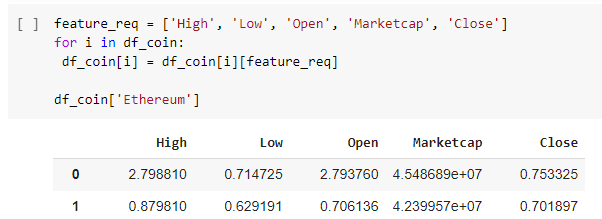 [ ] feature_req = ['High', 'Low', 'Open', 'Marketcap', 'Close']
for i in df_coin:
 df_coin[i] = df_coin[i][feature_req]
df_coin['Ethereum']
High Low Open Marketcap Close
0 2.798810 0.714725 2.793760 4.548689e+07 0.753325
1 0.879810 0.629191 0.706136 4.239957e+07 0.701897